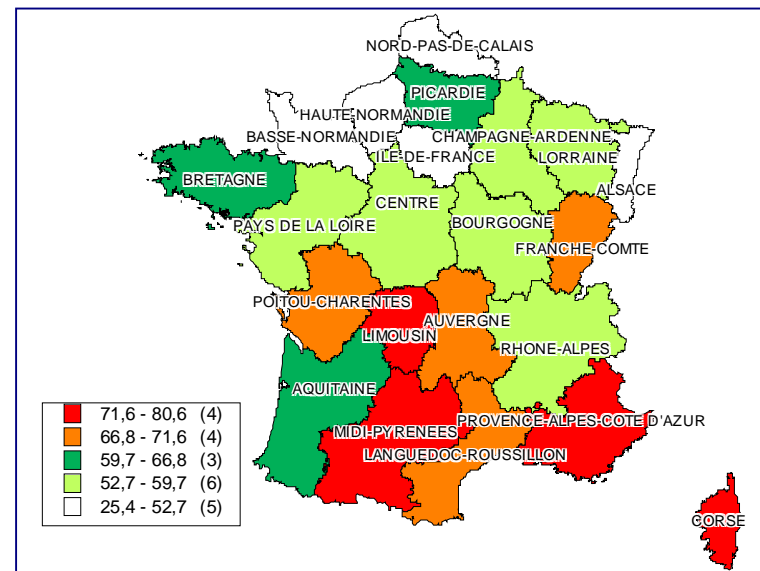 NORD-PAS-DE-CALAIS
PICARDIE
HAUTE-NORMANDIE
BASSE-NORMANDIE
CHAMPAGNE-ARDENNE
ILE-DE-FRANCE
LORRAINE
BRETAGNE
ALSACE
CENTRE
PAYS DE LA LOIRE
BOURGOGNE
FRANCHE-COMTE
POITOU-CHARENTES
AUVERGNE
LIMOUSIN
RHONE-ALPES
AQUITAINE
PROVENCE-ALPES-COTE D'AZUR
MIDI-PYRENEES
LANGUEDOC-ROUSSILLON
CORSE
71,6 - 80,6 (4)
66,8 - 71,6 (4)
59,7 - 66,8 (3)
52,7 - 59,7 (6)
25,4 - 52,7 (5)